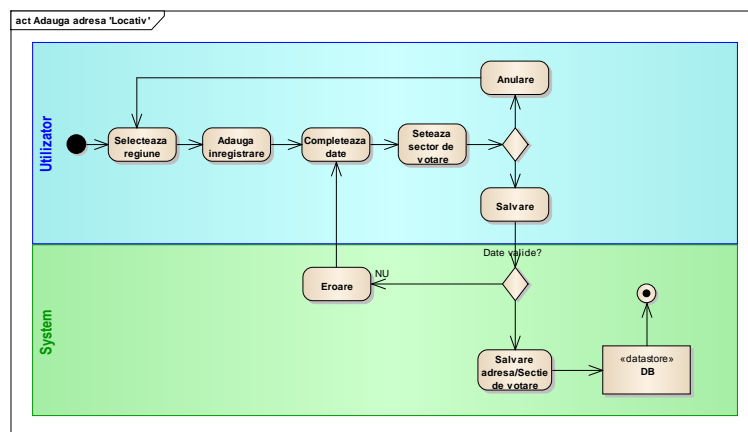 act Adauga adresa 'Locativ'
Utilizator
Anulare
Selecteaza
regiune
Adauga
inregistrare
Completeaza
date
Seteaza
sector de
votare
Salvare
System
Date valide?
NU
Eroare
Salvare
adresa/Sectie
de votare
«datastore»
DB